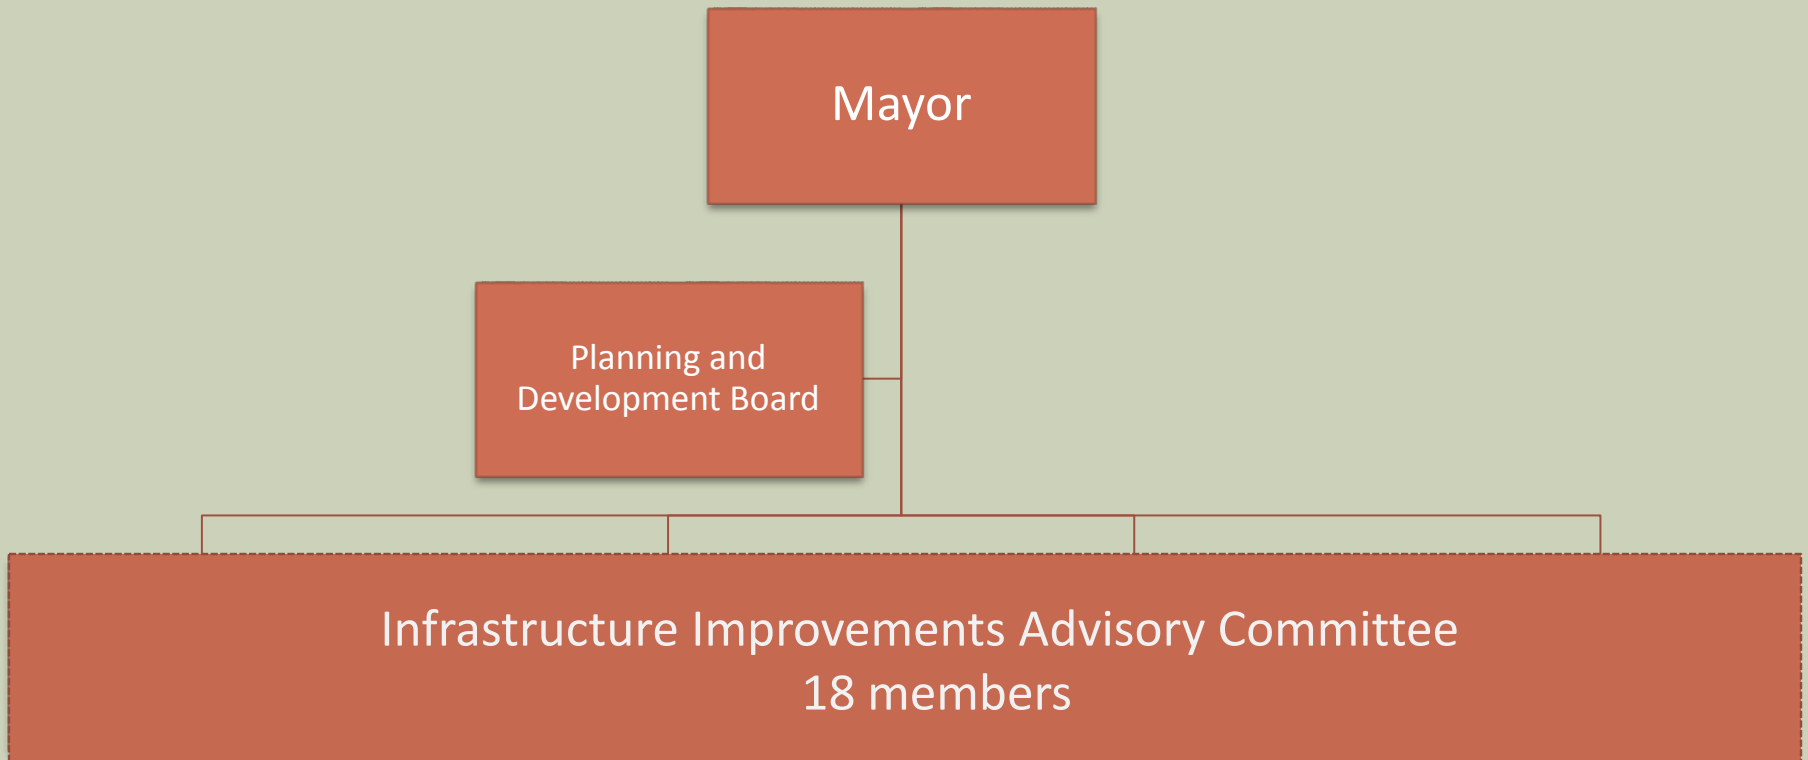 Mayor
Planning and
Development Board
Infrastructure Improvements Advisory Committee
18 members